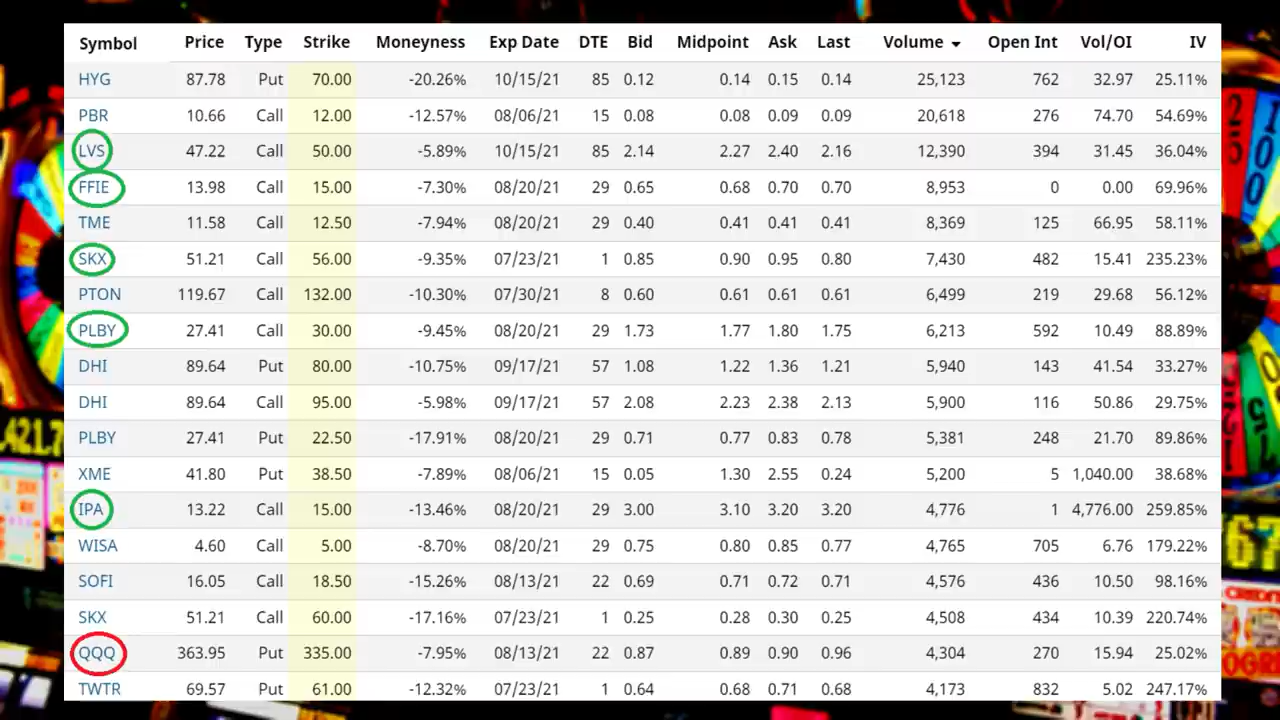 Symbol Price Type Strike Moneyness Exp Date DTE Bid Midpoint Ask Last Volume Open Int Vol/OI IV
HYG 87.78 Put 70.00 -20.26% 10/15/21 85 0.12 0.14 0.15 0.14 25,123 762 32.97 25.11%
PBR 10.66 Call 12.00 -12.57% 08/06/21 15 0.08 0.08 0.09 0.09 20,618 276 74.70 54.69%
LVS 47.22 Call 50.00 -5.89% 10/15/21 85 2.14 2.27 2.40 2.16 12,390 394 31.45 36.04%
FFIE 13.98 Call 15.00 -7.30% 08/20/21 29 0.65 0.68 0.70 0.70 8,953 0 0.00 69.96%
TME 11.58 Call 12.50 -7.94% 08/20/21 29 0.40 0.41 0.41 0.41 8,369 125 66.95 58.11%
SKX 51.21 Call 56.00 -9.35% 07/23/21 1 0.85 0.90 0.95 0.80 7,430 482 15.41 235.23%
PTON 119.67 Call 132.00 -10.30% 07/30/21 8 0.60 0.61 0.61 0.61 6,499 219 29.68 56.12%
PLBY 27.41 Call 30.00 -9.45% 08/20/21 29 1.73 1.77 1.80 1.75 6,213 592 10.49 88.89%
DHI 89.64 Put 80.00 -10.75% 09/17/21 57 1.08 1.22 1.36 1.21 5,940 143 41.54 33.27%
DHI 89.64 Call 95.00 -5.98% 09/17/21 57 2.08 2.23 2.38 2.13 5,900 116 50.86 29.75%
PLBY 27.41 Put 22.50 -17.91% 08/20/21 29 0.71 0.77 0.83 0.78 5,381 248 21.70 89.86%
XME 41.80 Put 38.50 -7.89% 08/06/21 15 0.05 1.30 2.55 0.24 5,200 5 1,040.00 38.68%
IPA 13.22 Call 15.00 -13.46% 08/20/21 29 3.00 3.10 3.20 3.20 4,776 1 4,776.00 259.85%
WISA 4.60 Call 5.00 -8.70% 08/20/21 29 0.75 0.80 0.85 0.77 4,765 705 6.76 179.22%
SOFI 16.05 Call 18.50 -15.26% 08/13/21 22 0.69 0.71 0.72 0.71 4,576 436 10.50 98.16%
SKX 51.21 Call 60.00 -17.16% 07/23/21 1 0.25 0.28 0.30 0.25 4,508 434 10.39 220.74%
QQQ 363.95 Put 335.00 -7.95% 08/13/21 22 0.87 0.89 0.90 0.96 4,304 270 15.94 25.02%
TWTR 69.57 Put 61.00 -12.32% 07/23/21 1 0.64 0.68 0.71 0.68 4,173 832 5.02 247.17%